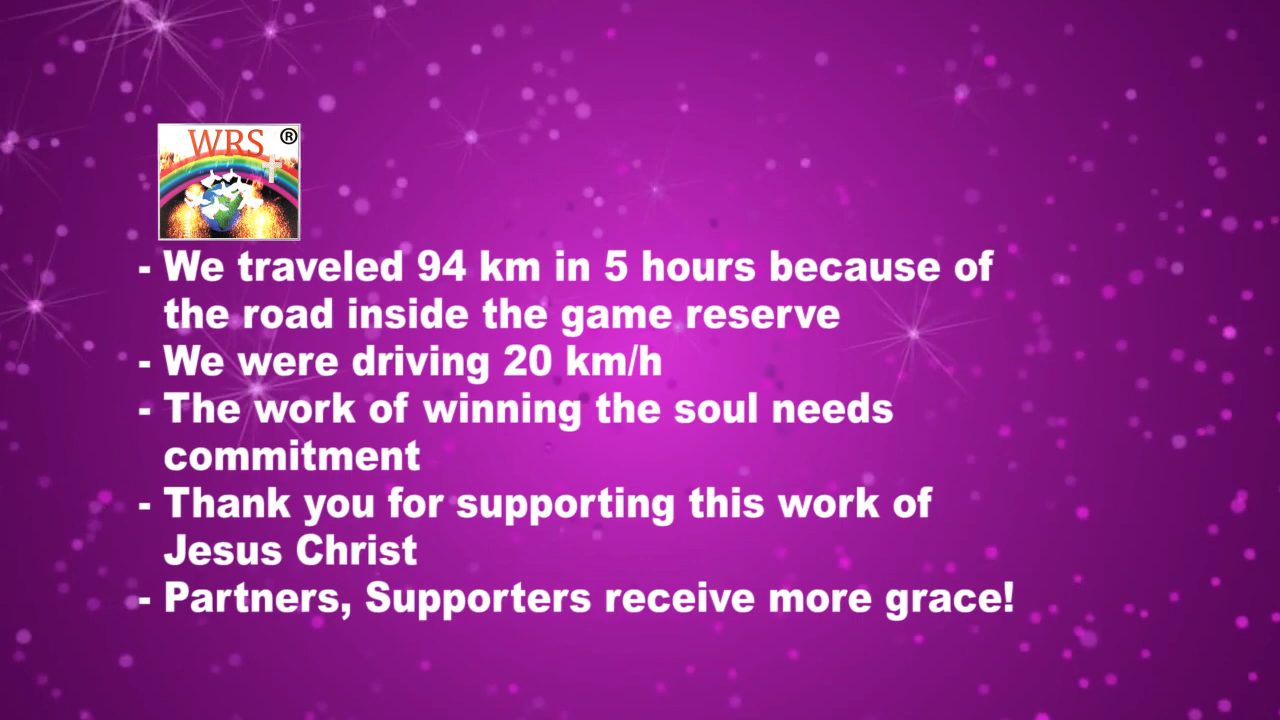 WRS ®
- We traveled 94 km in 5 hours because of
the road inside the game reserve
- We were driving 20 km/h
- The work of winning the soul needs
commitment
- Thank you for supporting this work of
Jesus Christ
- Partners, Supporters receive more grace!